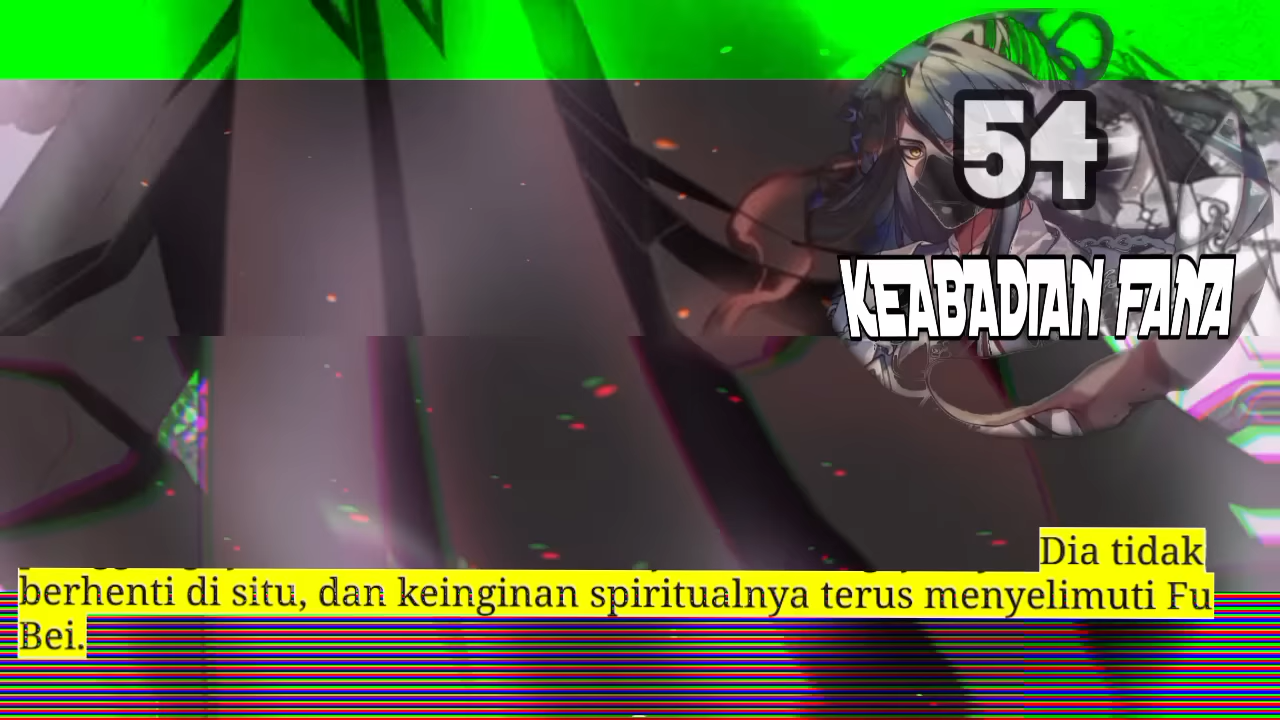 54
KEABADIAN FANA
Dia tidak
berhenti di situ, dan keinginan spiritualnya terus menyelimuti Fu
Bei.